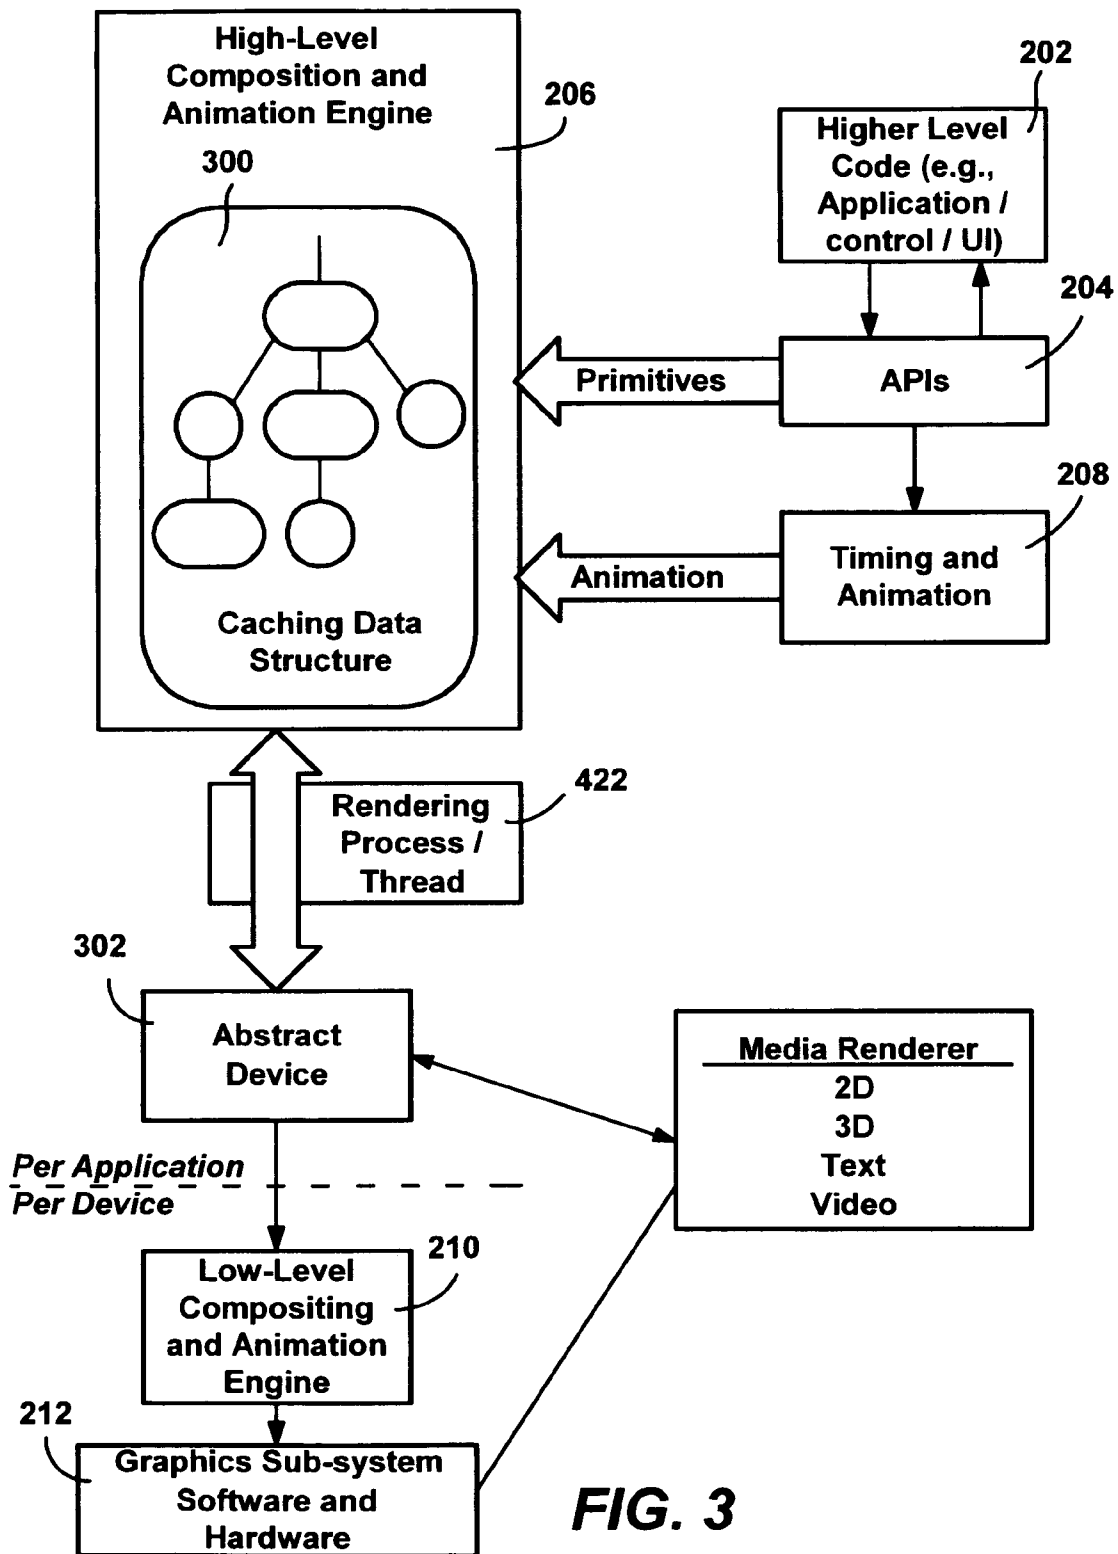 High-Level
Composition and
Animation Engine
206
300
Caching Data
Structure
202
Higher Level
Code (e.g.,
Application /
control / UI)
204
APIs
Primitives
208
Timing and
Animation
Animation
422
Rendering
Process /
Thread
302
Abstract
Device
Media Renderer
2D
3D
Text
Video
Per Application
Per Device
210
Low-Level
Compositing
and Animation
Engine
212
Graphics Sub-system
Software and
Hardware
FIG. 3